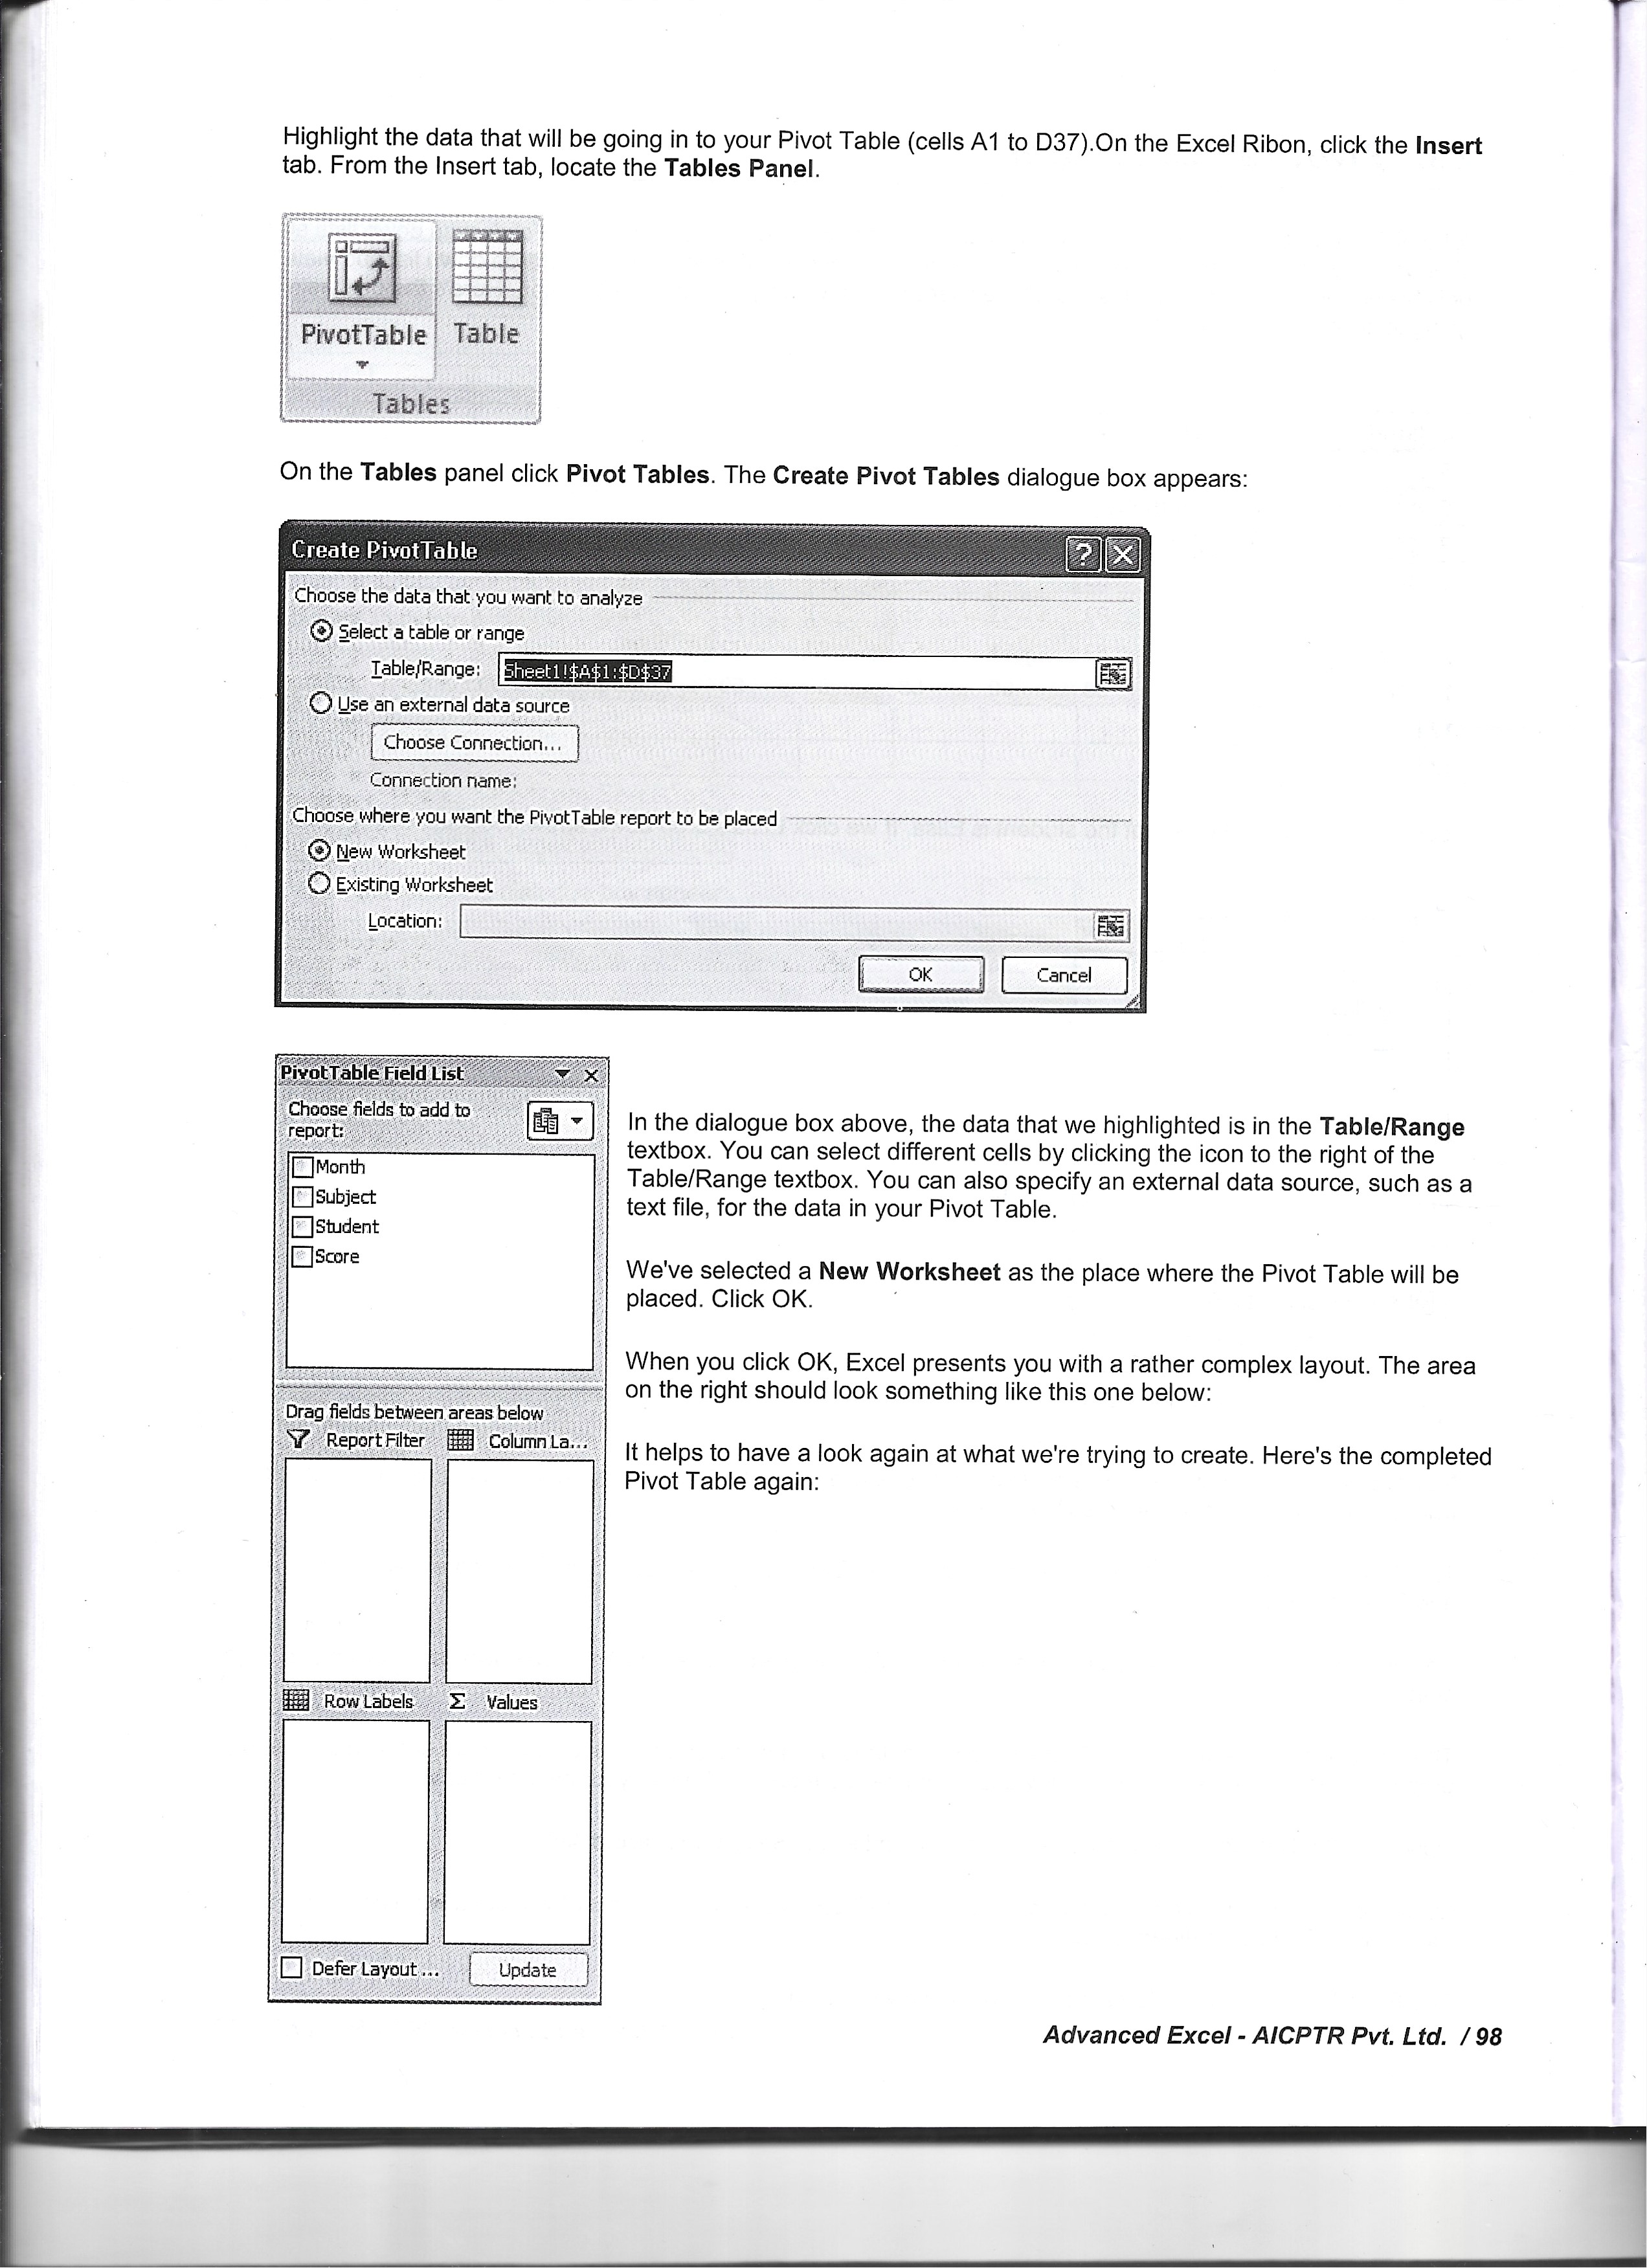 Highlight the data that will be going in to your Pivot Table (cells A1 to D37).On the Excel Ribon, click the Insert
tab. From the Insert tab, locate the Tables Panel.
PivotTable Table
Tables
On the Tables panel click Pivot Tables. The Create Pivot Tables dialogue box appears:
Create PivotTable
Choose the data that you want to analyze
Select a table or range
Table/Range: Sheet1!$A$1:$D$37
Use an external data source
Choose Connection...
Connection name:
Choose where you want the PivotTable report to be placed
New Worksheet
Existing Worksheet
Location:
OK Cancel
PivotTable Field List
Choose fields to add to
report:
Month
Subject
Student
Score
Drag fields between areas below
Report Filter Column La...
Row Labels Σ Values
Defer Layout ... Update
In the dialogue box above, the data that we highlighted is in the Table/Range
textbox. You can select different cells by clicking the icon to the right of the
Table/Range textbox. You can also specify an external data source, such as a
text file, for the data in your Pivot Table.
We've selected a New Worksheet as the place where the Pivot Table will be
placed. Click OK.
When you click OK, Excel presents you with a rather complex layout. The area
on the right should look something like this one below:
It helps to have a look again at what we're trying to create. Here's the completed
Pivot Table again:
Advanced Excel - AICPTR Pvt. Ltd. / 98